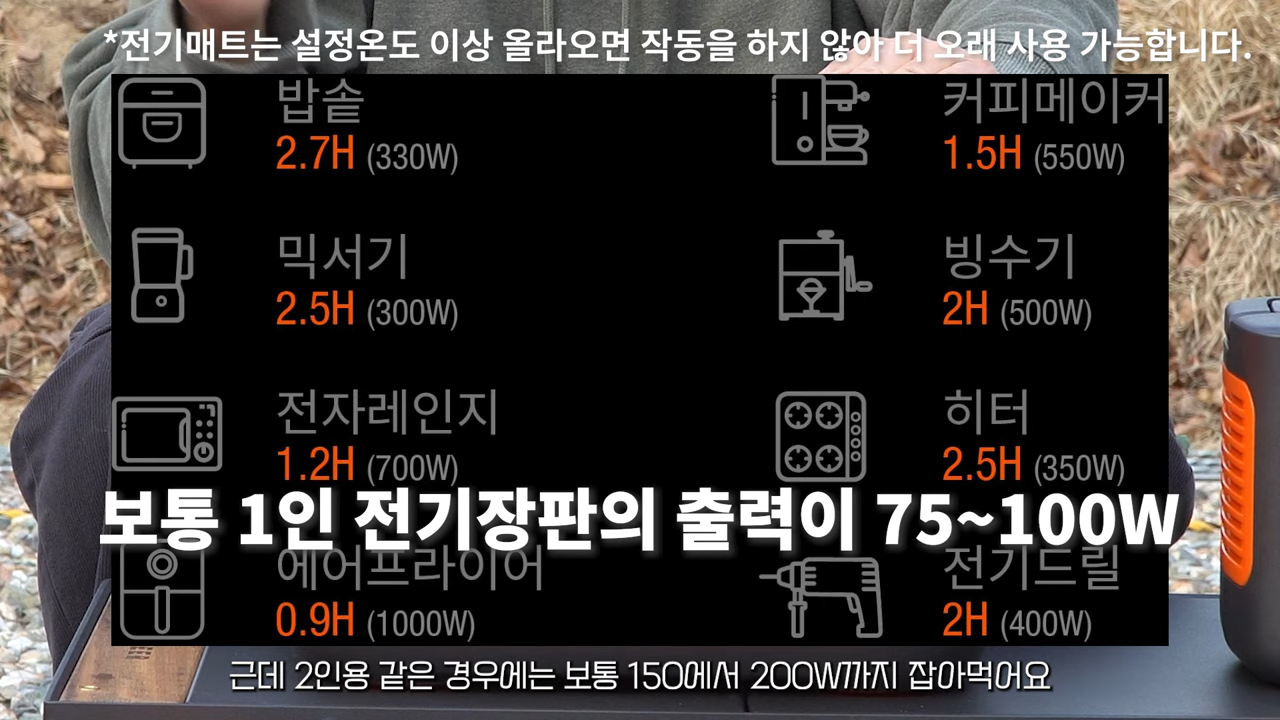 *전기매트는 설정온도 이상 올라오면 작동을 하지 않아 더 오래 사용 가능합니다.
밥솥
2.7H (330W)
커피메이커
1.5H (550W)
믹서기
2.5H (300W)
빙수기
2H (500W)
전자레인지
1.2H (700W)
히터
2.5H (350W)
보통 1인 전기장판의 출력이 75~100W
에어프라이어
0.9H (1000W)
전기드릴
2H (400W)
근데 2인용 같은 경우에는 보통 150에서 200W까지 잡아먹어요